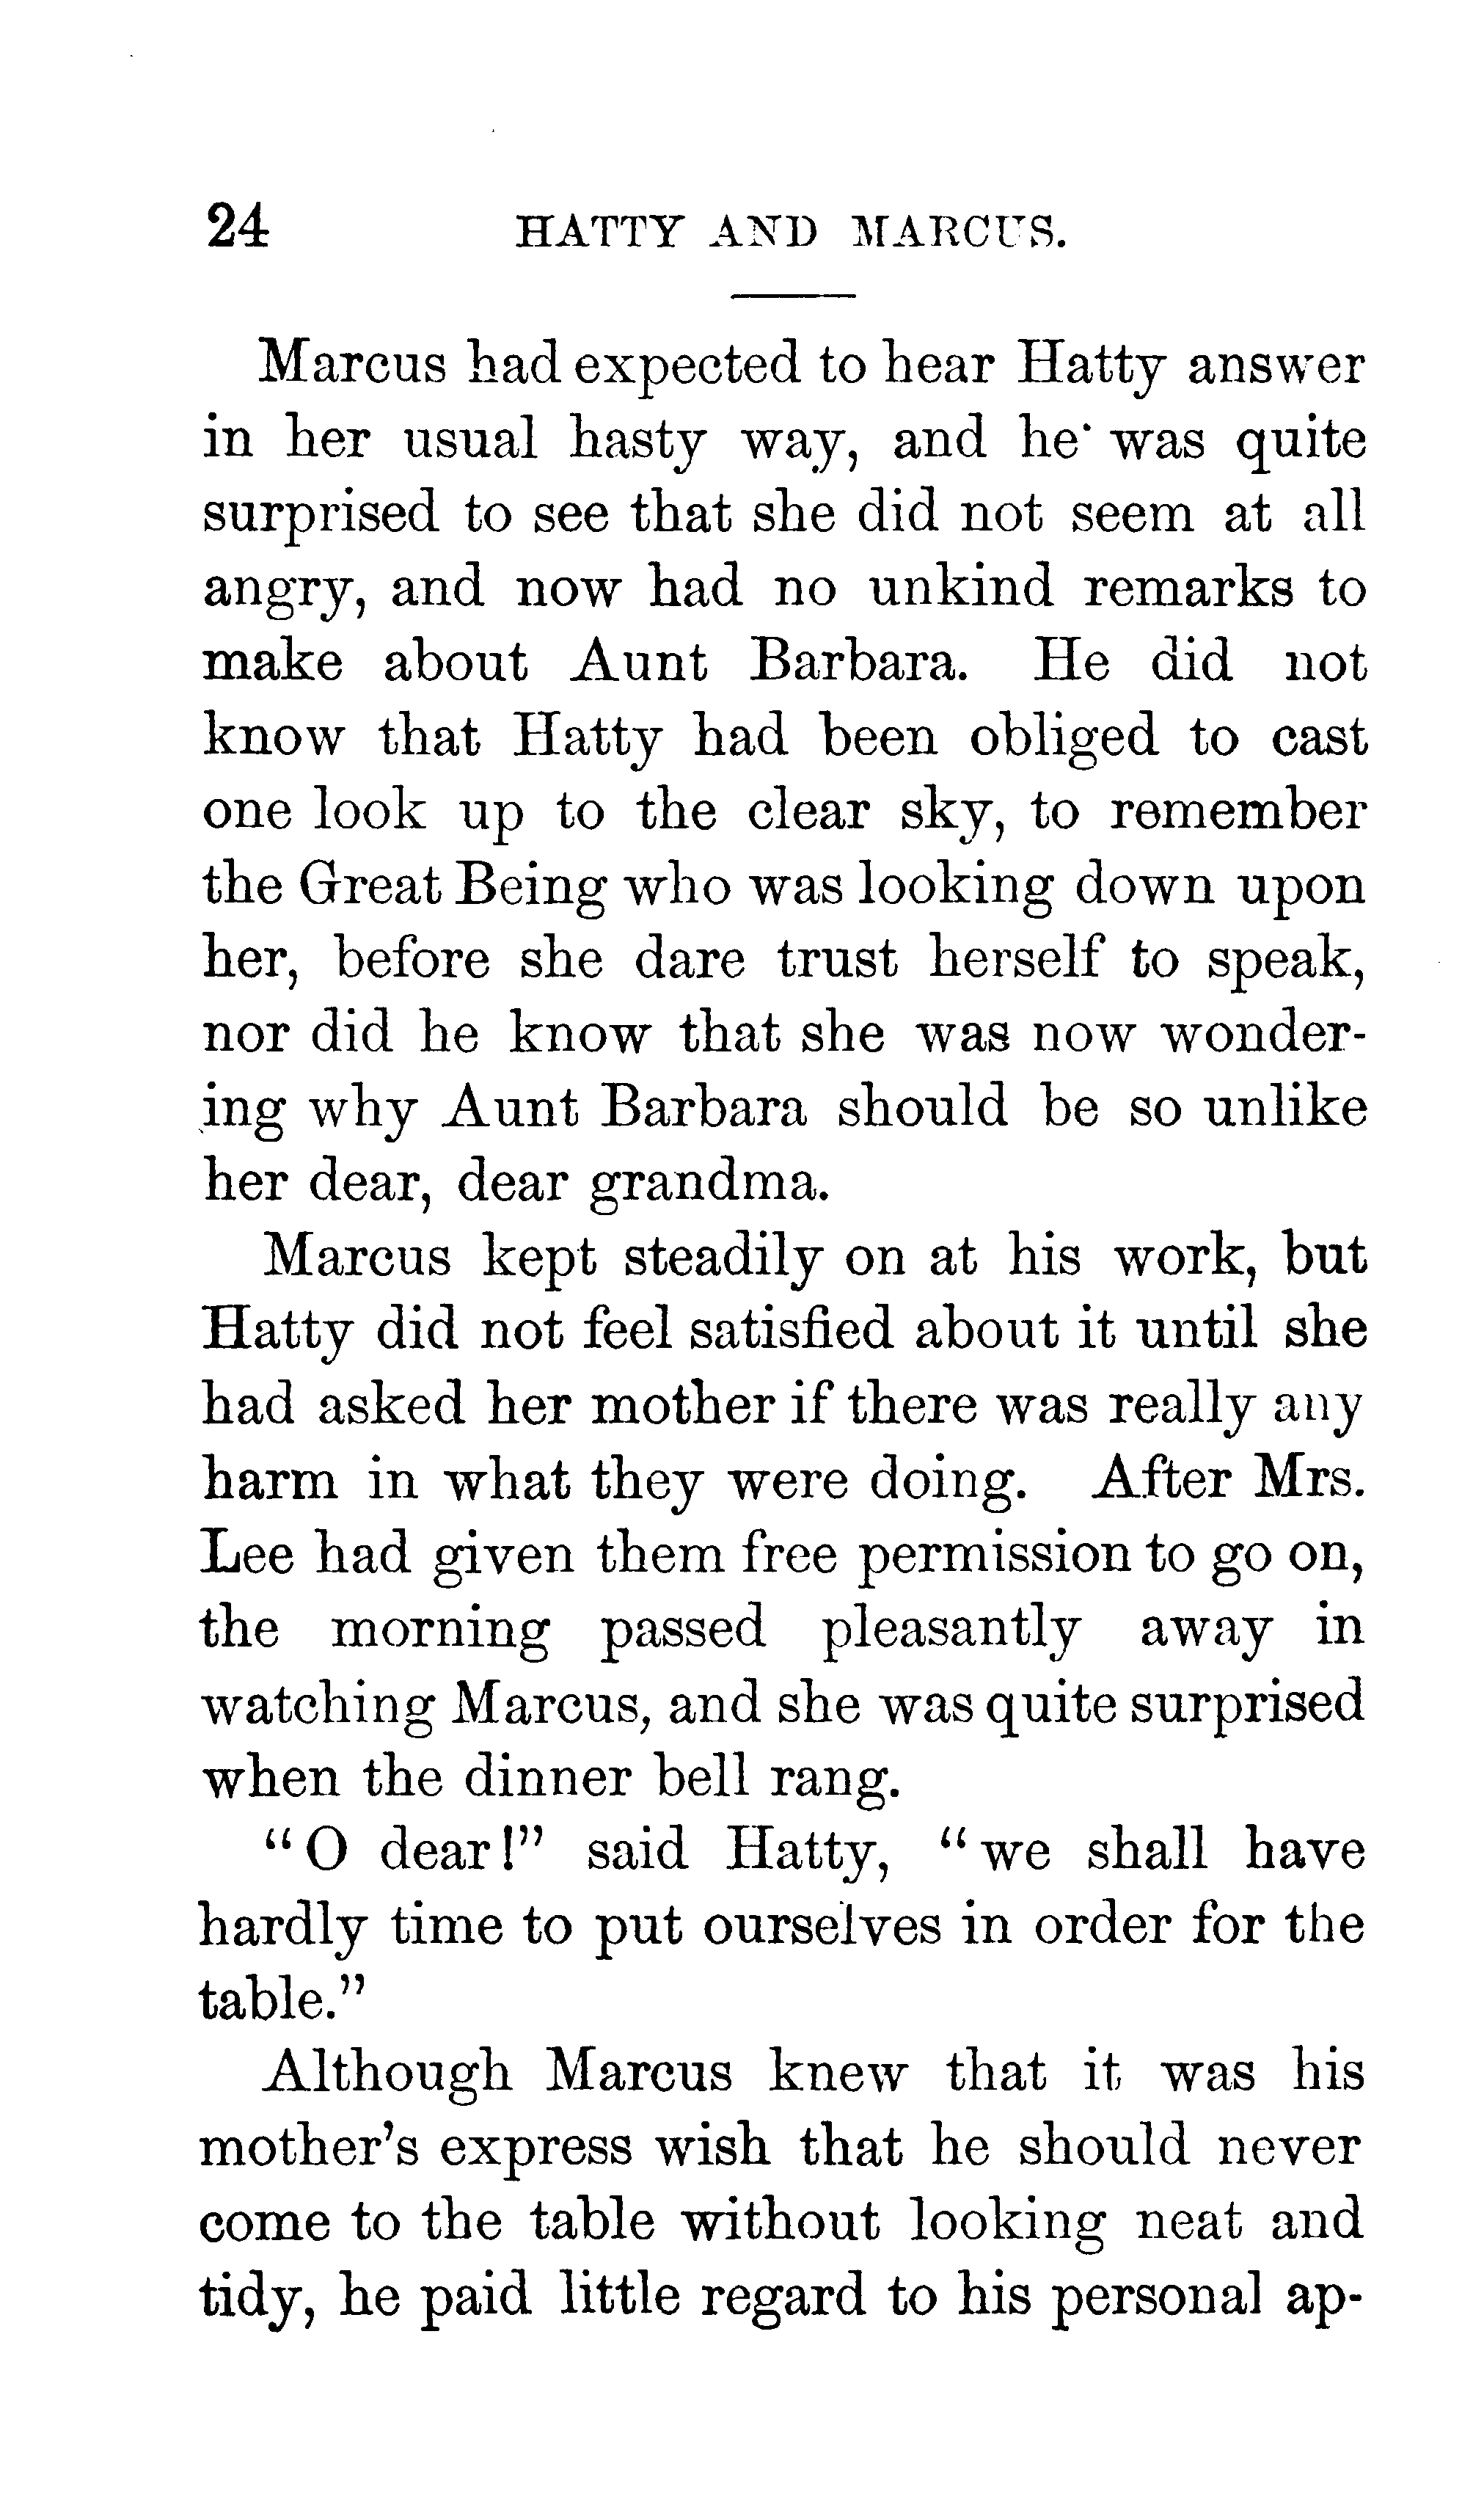 24 HATTY AND MARCUS.
Marcus had expected to hear Hatty answer
in her usual hasty way, and he was quite
surprised to see that she did not seem at all
angry, and now had no unkind remarks to
make about Aunt Barbara. He did not
know that Hatty had been obliged to cast
one look up to the clear sky, to remember
the Great Being who was looking down upon
her, before she dare trust herself to speak,
nor did he know that she was now wonder-
ing why Aunt Barbara should be so unlike
her dear, dear grandma.
Marcus kept steadily on at his work, but
Hatty did not feel satisfied about it until she
had asked her mother if there was really any
harm in what they were doing. After Mrs.
Lee had given them free permission to go on,
the morning passed pleasantly away in
watching Marcus, and she was quite surprised
when the dinner bell rang.
“O dear!” said Hatty, “we shall have
hardly time to put ourselves in order for the
table.”
Although Marcus knew that it was his
mother’s express wish that he should never
come to the table without looking neat and
tidy, he paid little regard to his personal ap-